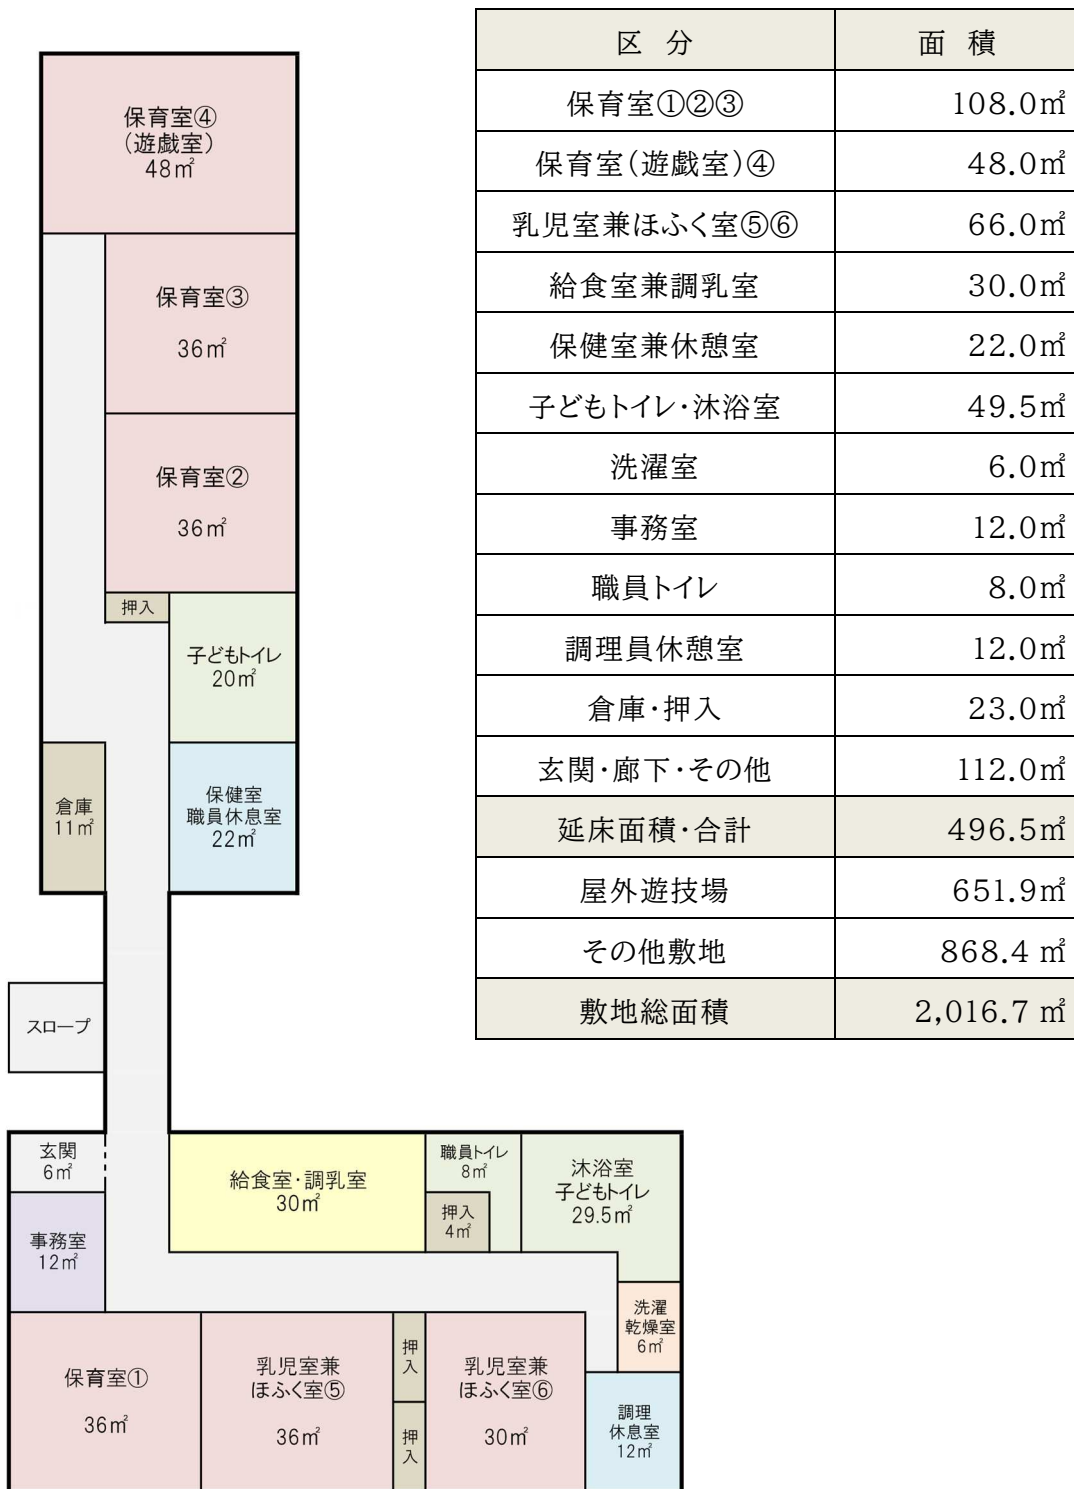 区 分 面 積
保育室①②③ 108.0㎡
保育室(遊戯室)④ 48.0㎡
乳児室兼ほふく室⑤⑥ 66.0㎡
給食室兼調乳室 30.0㎡
保健室兼休憩室 22.0㎡
子どもトイレ・沐浴室 49.5㎡
洗濯室 6.0㎡
事務室 12.0㎡
職員トイレ 8.0㎡
調理員休憩室 12.0㎡
倉庫・押入 23.0㎡
玄関・廊下・その他 112.0㎡
延床面積・合計 496.5㎡
屋外遊技場 651.9㎡
その他敷地 868.4 ㎡
敷地総面積 2,016.7 ㎡
保育室④
(遊戯室)
48㎡
保育室③
36㎡
保育室②
36㎡
押入
子どもトイレ
20㎡
倉庫
11㎡
保健室
職員休息室
22㎡
スロープ
玄関
6㎡
給食室・調乳室
30㎡
職員トイレ
8㎡
押入
4㎡
沐浴室
子どもトイレ
29.5㎡
事務室
12㎡
洗濯
乾燥室
6㎡
保育室①
36㎡
乳児室兼
ほふく室⑤
36㎡
押入
押入
乳児室兼
ほふく室⑥
30㎡
調理
休息室
12㎡